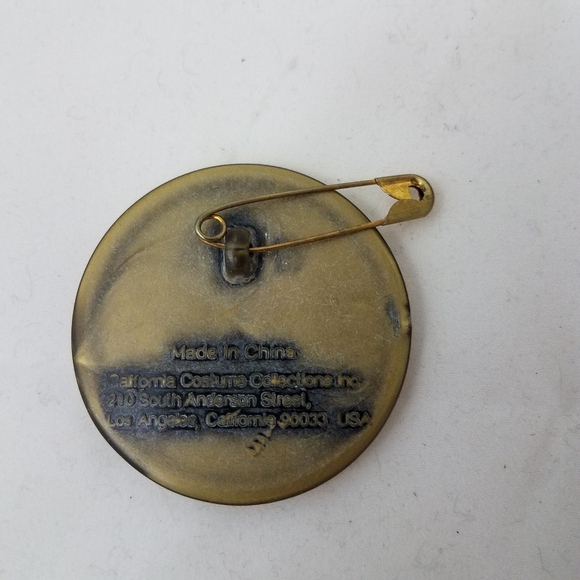 Made in China
California Costume Collections Inc.
210 South Anderson Street,
Los Angeles, California 90033 USA